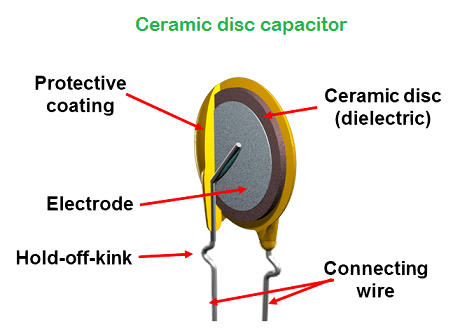 Ceramic disc capacitor
Protective
coating
Ceramic disc
(dielectric)
Electrode
Hold-off-kink
Connecting
wire